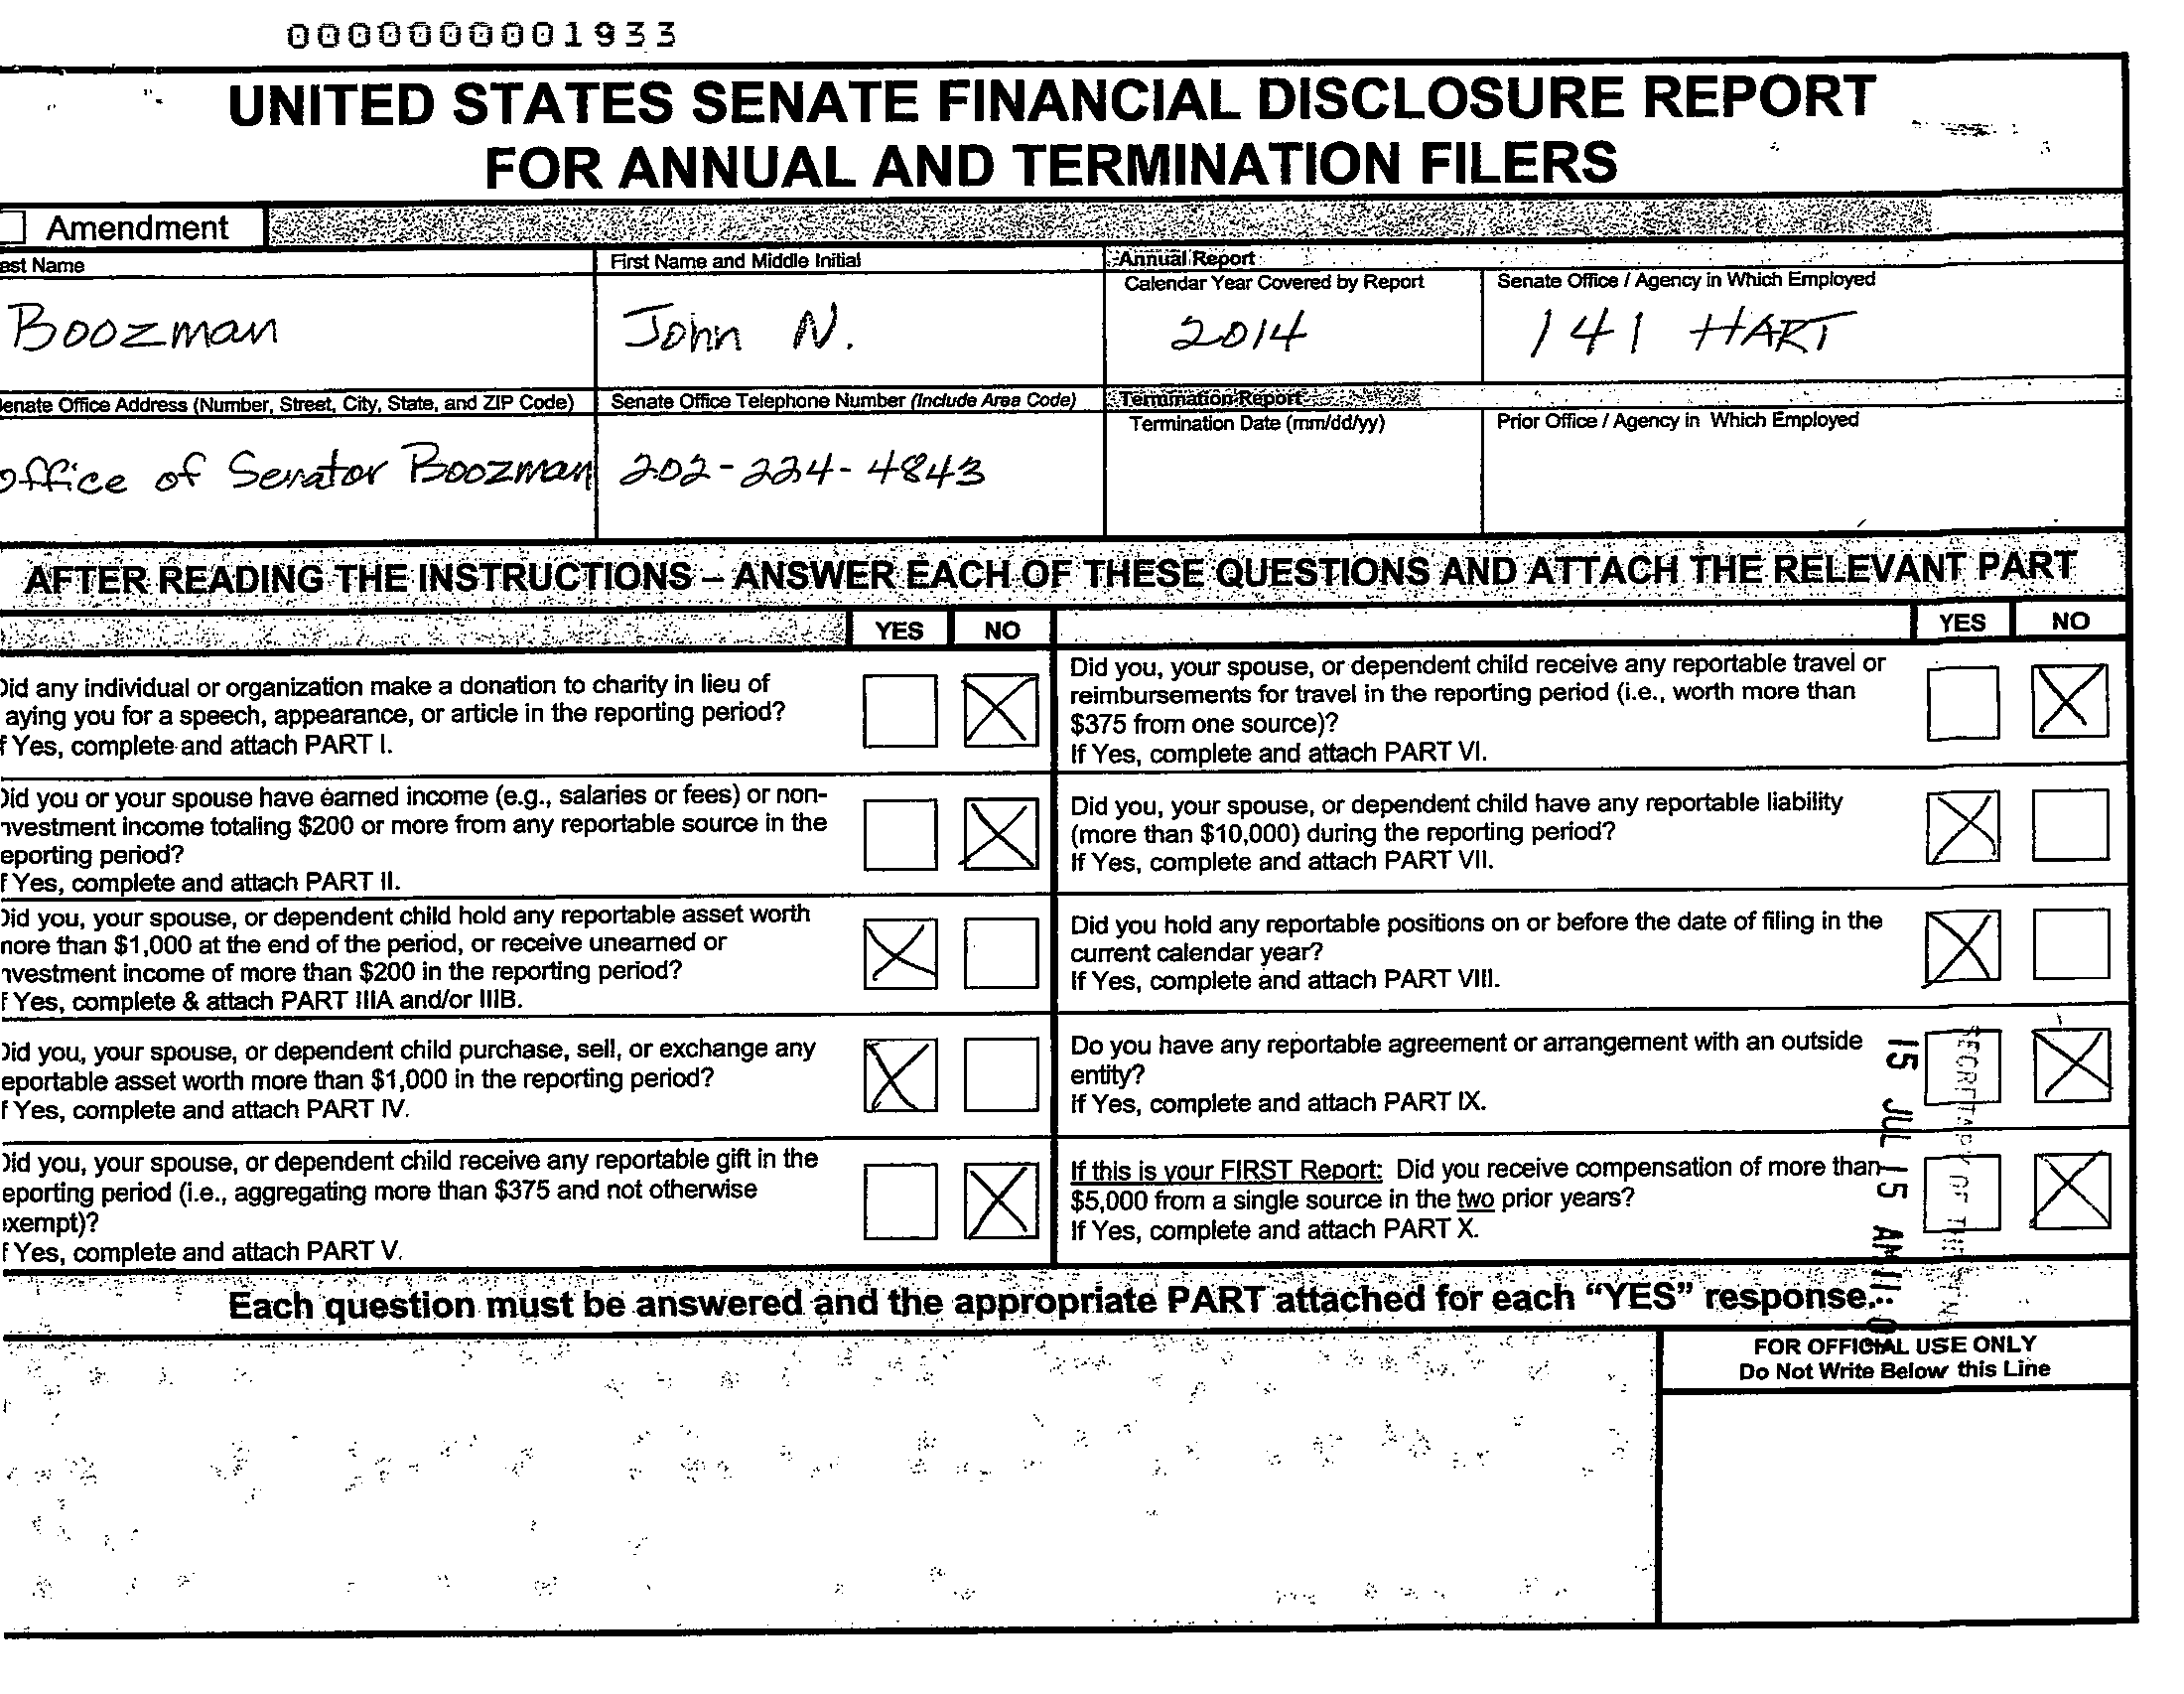 0000000001933
UNITED STATES SENATE FINANCIAL DISCLOSURE REPORT
FOR ANNUAL AND TERMINATION FILERS
Amendment
ast Name
First Name and Middle Initial
Annual Report
Calendar Year Covered by Report
Senate Office / Agency in Which Employed
Boozman
John N.
2014
141 HART
enate Office Address (Number, Street, City, State, and ZIP Code)
Senate Office Telephone Number (Include Area Code)
Termination Report
Termination Date (mm/dd/yy)
Prior Office / Agency in Which Employed
office of Senator Boozman
202-224-4843
AFTER READING THE INSTRUCTIONS – ANSWER EACH OF THESE QUESTIONS AND ATTACH THE RELEVANT PART
YES NO
YES NO
Did any individual or organization make a donation to charity in lieu of
aying you for a speech, appearance, or article in the reporting period?
f Yes, complete and attach PART I.
Did you or your spouse have earned income (e.g., salaries or fees) or non-
nvestment income totaling $200 or more from any reportable source in the
eporting period?
f Yes, complete and attach PART II.
Did you, your spouse, or dependent child hold any reportable asset worth
more than $1,000 at the end of the period, or receive unearned or
nvestment income of more than $200 in the reporting period?
f Yes, complete & attach PART IIIA and/or IIIB.
Did you, your spouse, or dependent child purchase, sell, or exchange any
eportable asset worth more than $1,000 in the reporting period?
f Yes, complete and attach PART IV.
Did you, your spouse, or dependent child receive any reportable gift in the
eporting period (i.e., aggregating more than $375 and not otherwise
xempt)?
f Yes, complete and attach PART V.
Did you, your spouse, or dependent child receive any reportable travel or
reimbursements for travel in the reporting period (i.e., worth more than
$375 from one source)?
If Yes, complete and attach PART VI.
Did you, your spouse, or dependent child have any reportable liability
(more than $10,000) during the reporting period?
If Yes, complete and attach PART VII.
Did you hold any reportable positions on or before the date of filing in the
current calendar year?
If Yes, complete and attach PART VIII.
Do you have any reportable agreement or arrangement with an outside
entity?
If Yes, complete and attach PART IX.
If this is your FIRST Report: Did you receive compensation of more than
$5,000 from a single source in the two prior years?
If Yes, complete and attach PART X.
SECRETARY OF THE
15 JUL 15 AM 11
Each question must be answered and the appropriate PART attached for each “YES” response.
FOR OFFICIAL USE ONLY
Do Not Write Below this Line